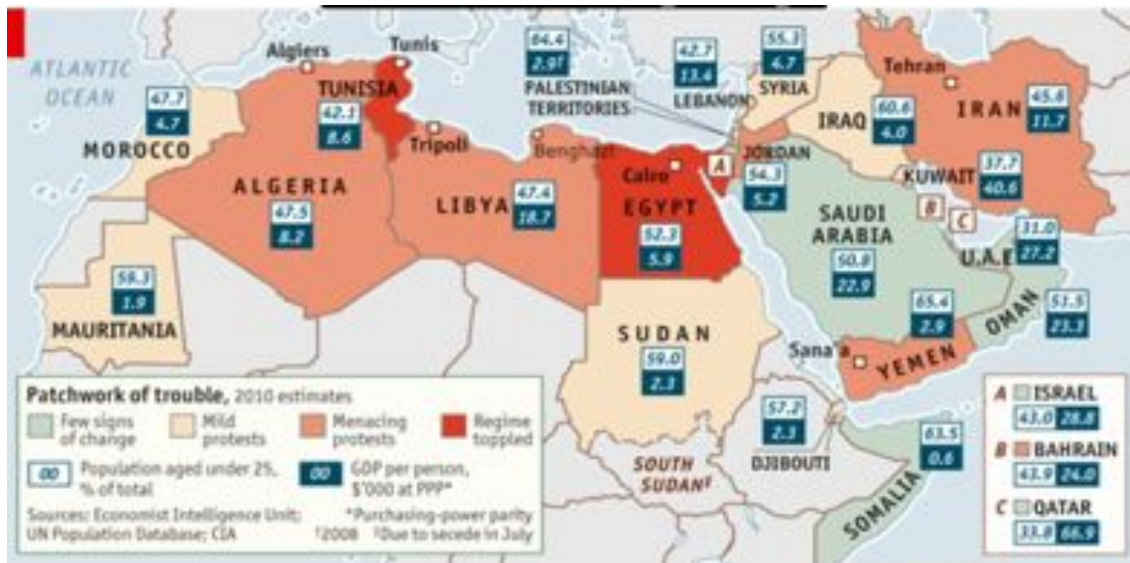 ATLANTIC
OCEAN
Algiers
Tunis
TUNISIA
42.1
8.6
64.4
2.9†
PALESTINIAN
TERRITORIES
42.7
13.4
LEBANON
55.3
4.7
SYRIA
Tehran
IRAN
45.6
11.7
47.7
4.7
MOROCCO
ALGERIA
47.5
8.2
Tripoli
Benghazi
LIBYA
47.4
18.7
Cairo
EGYPT
52.3
5.9
A
JORDAN
54.3
5.2
IRAQ
60.6
4.0
KUWAIT
37.7
40.6
B
C
SAUDI
ARABIA
50.8
22.9
U.A.E
31.0
27.2
OMAN
51.5
23.3
59.3
1.9
MAURITANIA
SUDAN
59.0
2.3
65.4
2.9
Sana'a
YEMEN
57.2
2.3
DJIBOUTI
SOUTH
SUDAN‡
63.5
0.6
SOMALIA
Patchwork of trouble, 2010 estimates
Few signs of change
Mild protests
Menacing protests
Regime toppled
00 Population aged under 25, % of total
00 GDP per person, $'000 at PPP*
Sources: Economist Intelligence Unit;
UN Population Database; CIA
*Purchasing-power parity
†2008 ‡Due to secede in July
A ISRAEL
43.0 28.8
B BAHRAIN
43.9 24.0
C QATAR
33.8 66.9